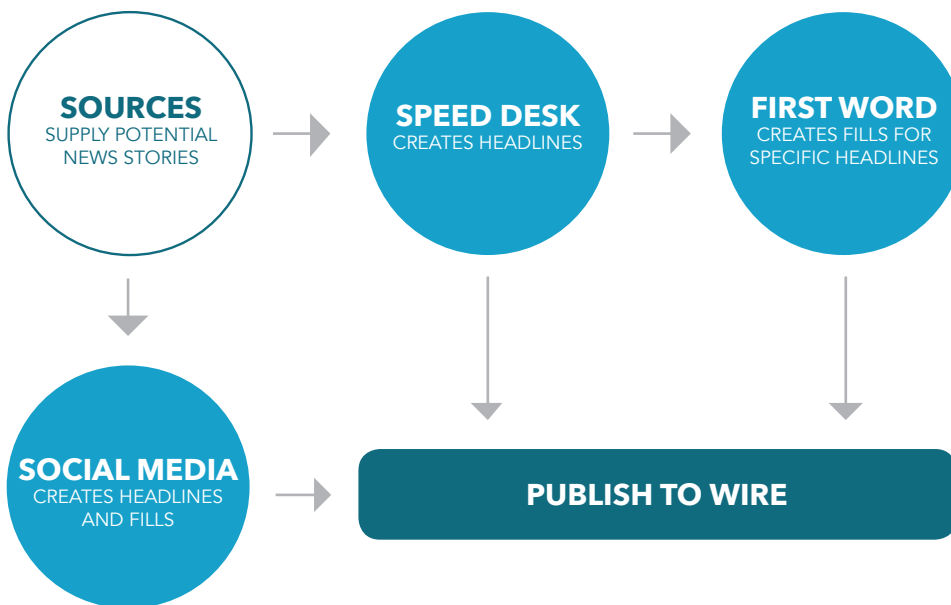 SOURCES
SUPPLY POTENTIAL
NEWS STORIES
SPEED DESK
CREATES HEADLINES
FIRST WORD
CREATES FILLS FOR
SPECIFIC HEADLINES
SOCIAL MEDIA
CREATES HEADLINES
AND FILLS
PUBLISH TO WIRE